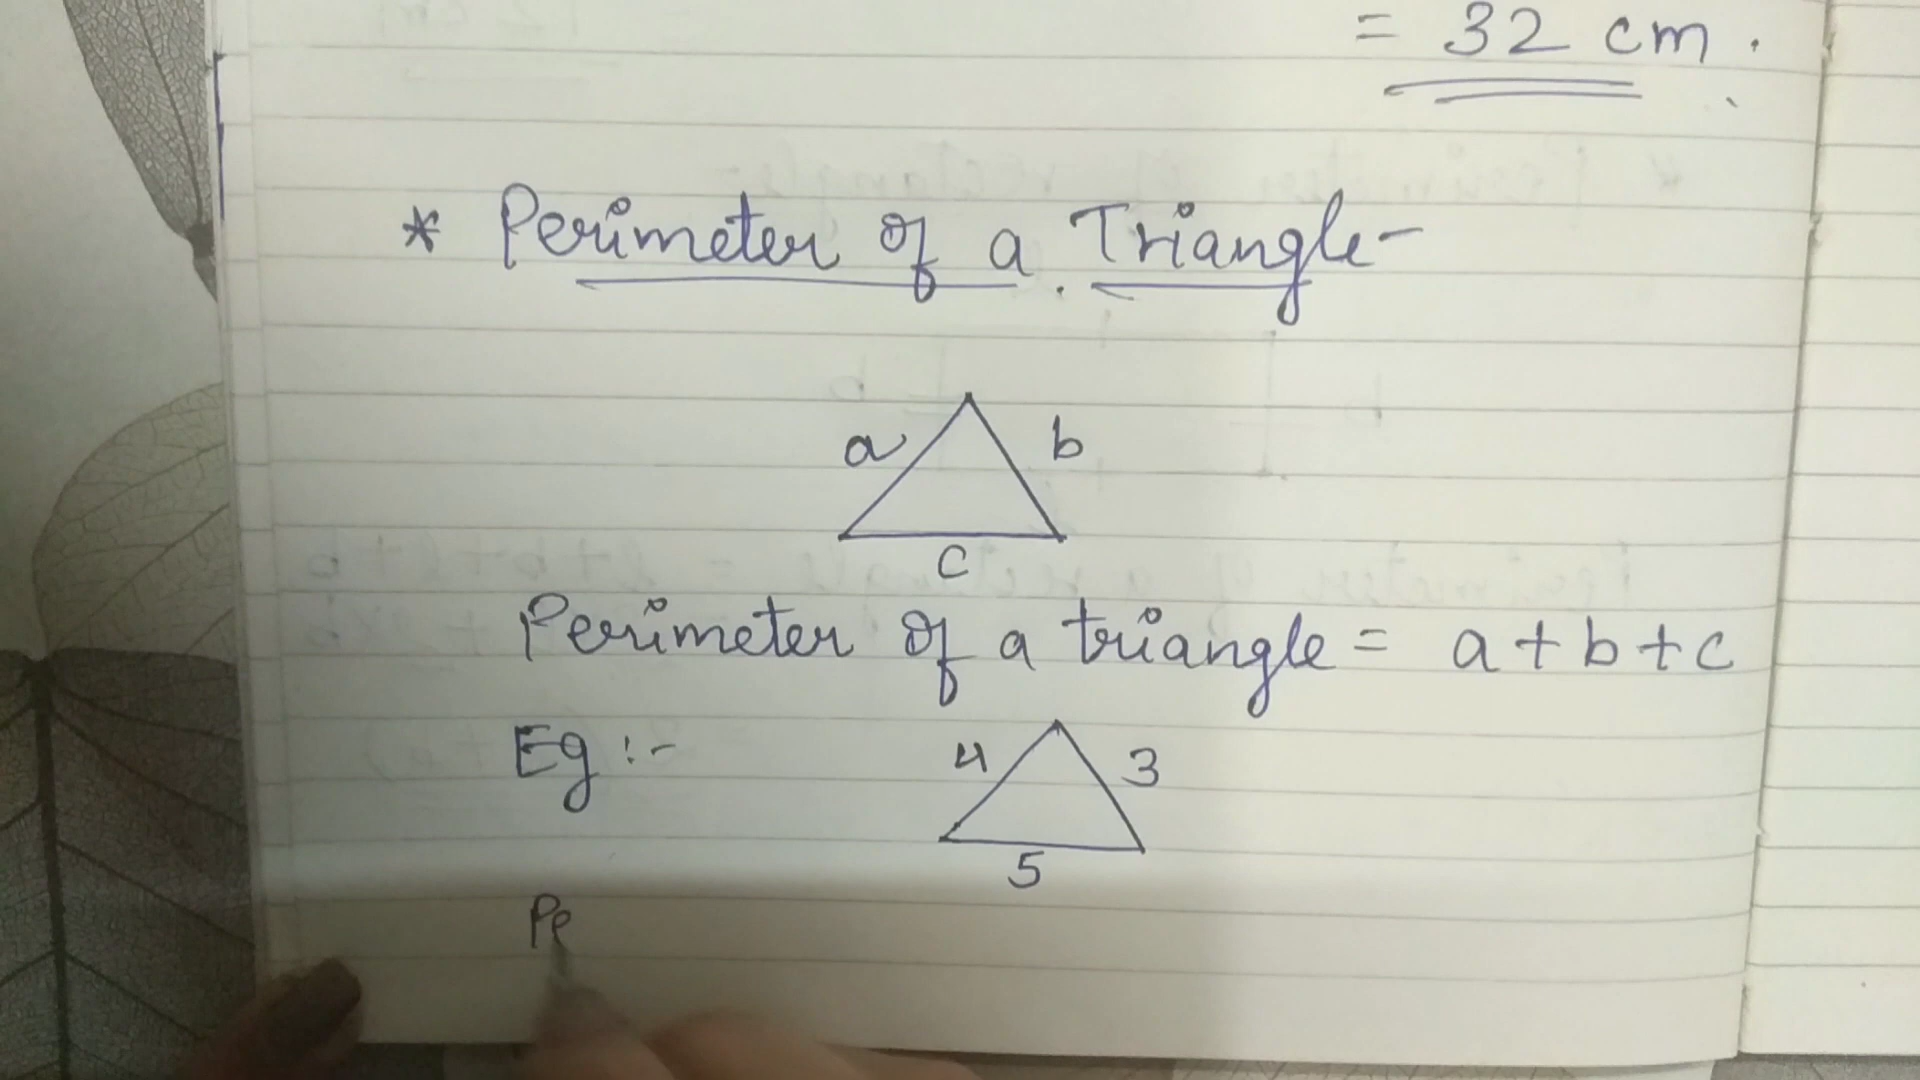 = 32 cm.
* Perimeter of a Triangle-
a b
c
Perimeter of a triangle = a+b+c
Eg :- 4 3
5
Pe